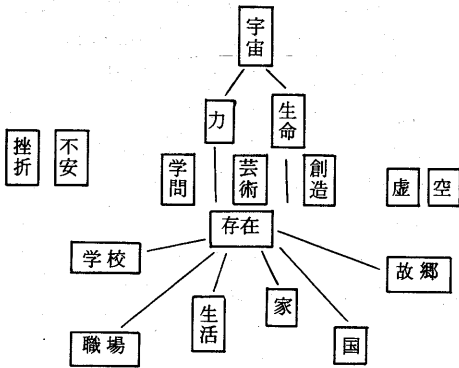 宇宙
力
生命
挫折
不安
学問
芸術
創造
虚
空
存在
学校
故郷
職場
生活
家
国